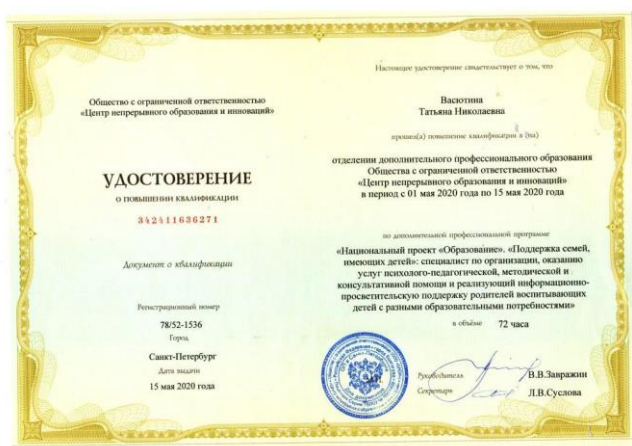 Общество с ограниченной ответственностью
«Центр непрерывного образования и инноваций»
УДОСТОВЕРЕНИЕ
О ПОВЫШЕНИИ КВАЛИФИКАЦИИ
342411636271
Документ о квалификации
Регистрационный номер
78/52-1536
Город
Санкт-Петербург
Дата выдачи
15 мая 2020 года
Настоящее удостоверение свидетельствует о том, что
Васютина
Татьяна Николаевна
прошел(а) повышение квалификации в (на)
отделении дополнительного профессионального образования
Общества с ограниченной ответственностью
«Центр непрерывного образования и инноваций»
в период с 01 мая 2020 года по 15 мая 2020 года
по дополнительной профессиональной программе
«Национальный проект «Образование». «Поддержка семей,
имеющих детей»: специалист по организации, оказанию
услуг психолого-педагогической, методической и
консультативной помощи и реализующий информационно-
просветительскую поддержку родителей воспитывающих
детей с разными образовательными потребностями»
в объёме 72 часа
Руководитель В.В.Завражин
Секретарь Л.В.Суслова